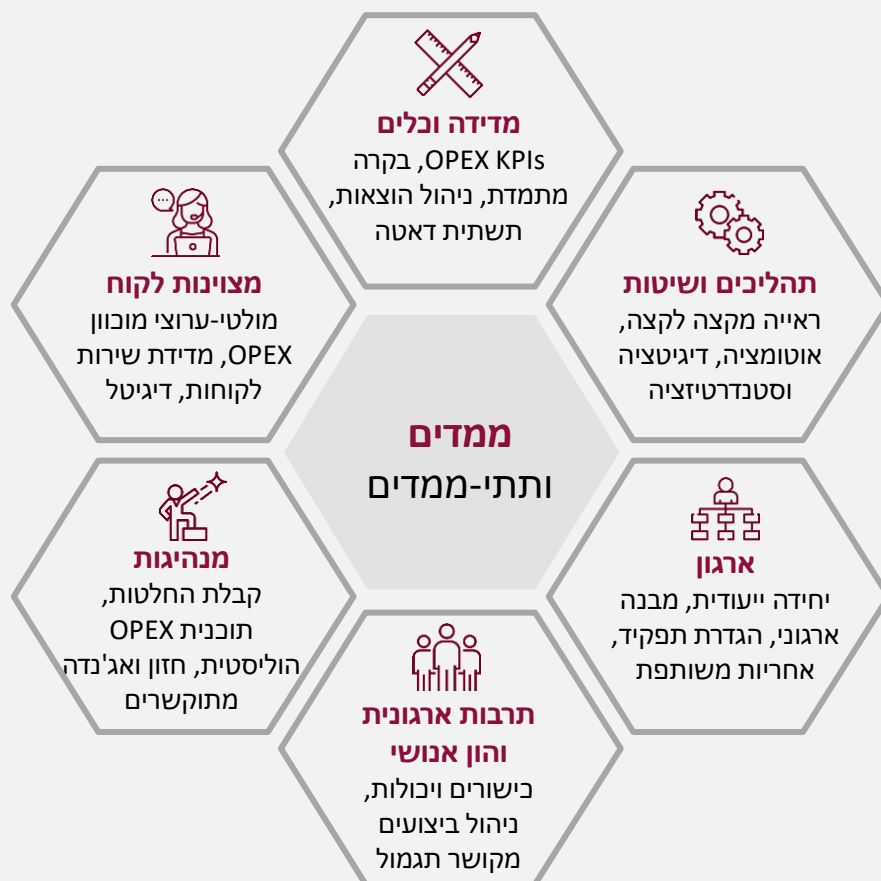 מדידה וכלים
OPEX KPIs, בקרה
מתמדת, ניהול הוצאות,
תשתית דאטה
תהליכים ושיטות
ראייה מקצה לקצה,
אוטומציה, דיגיטציה
וסטנדרטיזציה
מצוינות לקוח
מולטי-ערוצי מוכוון
OPEX, מדידת שירות
לקוחות, דיגיטל
ממדים
ותתי-ממדים
ארגון
יחידה ייעודית, מבנה
ארגוני, הגדרת תפקיד,
אחריות משותפת
מנהיגות
קבלת החלטות,
תוכנית OPEX
הוליסטית, חזון ואג'נדה
מתוקשרים
תרבות ארגונית
והון אנושי
כישורים ויכולות,
ניהול ביצועים
מקושר תגמול